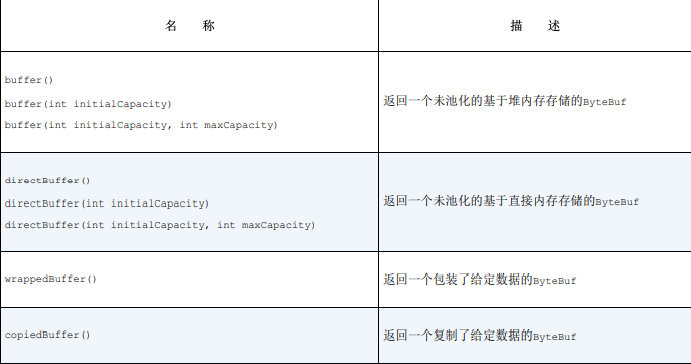 名 称
描 述
buffer()
buffer(int initialCapacity)
buffer(int initialCapacity, int maxCapacity)
返回一个未池化的基于堆内存存储的ByteBuf
directBuffer()
directBuffer(int initialCapacity)
directBuffer(int initialCapacity, int maxCapacity)
返回一个未池化的基于直接内存存储的ByteBuf
wrappedBuffer()
返回一个包装了给定数据的ByteBuf
copiedBuffer()
返回一个复制了给定数据的ByteBuf